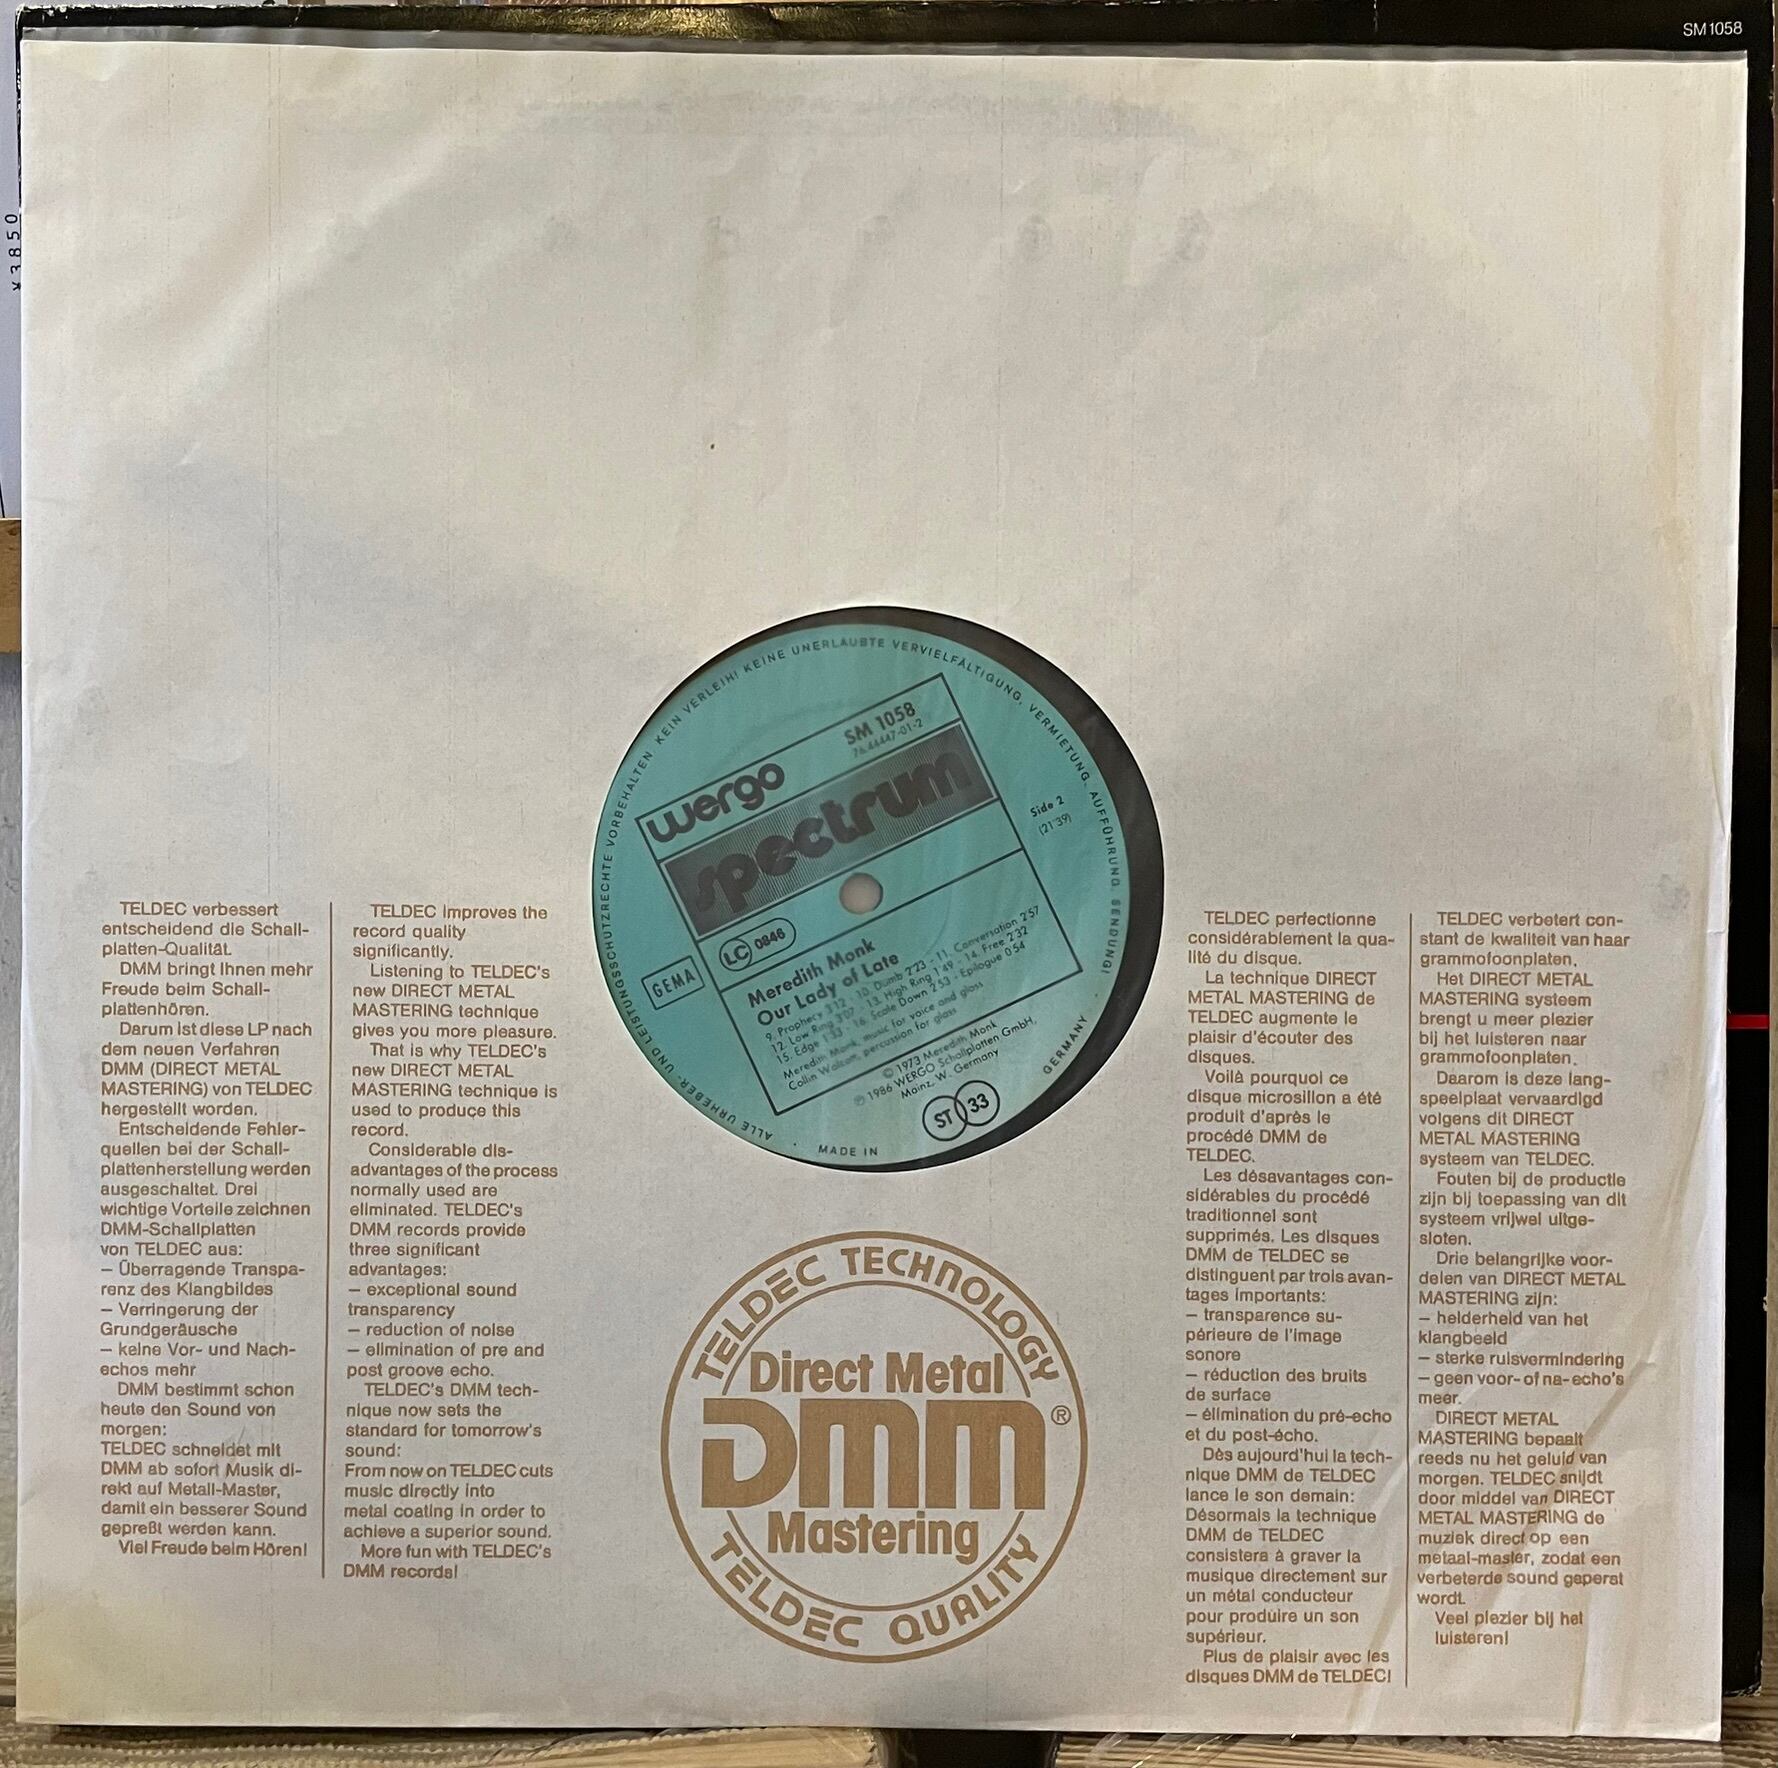 SM 1058
¥3850
ALLE URHEBER- UND LEISTUNGSSCHUTZRECHTE VORBEHALTEN KEIN VERLEIH! KEINE UNERLAUBTE VERVIELFÄLTIGUNG, VERMIETUNG, AUFFÜHRUNG, SENDUNG!
MADE IN GERMANY
wergo
SM 1058
76.44447-01-2
spectrum
Side 2
(21'39)
LC 0846
GEMA
Meredith Monk
Our Lady of Late
9. Prophecy 3'12 - 10. Dumb 2'23 - 11. Conversation 2'57
12. Low Ring 3'07 - 13. High Ring 1'49 - 14. Free 2'32
15. Edge 1'33 - 16. Scale Down 2'53 - Epilogue 0'54
Meredith Monk, music for voice and glass
Collin Walcott, percussion for glass
© 1973 Meredith Monk
℗ 1986 WERGO Schallplatten GmbH,
Mainz, W. Germany
ST 33
TELDEC verbessert
entscheidend die Schall-
platten-Qualität.
DMM bringt Ihnen mehr
Freude beim Schall-
plattenhören.
Darum ist diese LP nach
dem neuen Verfahren
DMM (DIRECT METAL
MASTERING) von TELDEC
hergestellt worden.
Entscheidende Fehler-
quellen bei der Schall-
plattenherstellung werden
ausgeschaltet. Drei
wichtige Vorteile zeichnen
DMM-Schallplatten
von TELDEC aus:
– Überragende Transpa-
renz des Klangbildes
– Verringerung der
Grundgeräusche
– keine Vor- und Nach-
echos mehr
DMM bestimmt schon
heute den Sound von
morgen:
TELDEC schneidet mit
DMM ab sofort Musik di-
rekt auf Metall-Master,
damit ein besserer Sound
gepreßt werden kann.
Viel Freude beim Hören!
TELDEC improves the
record quality
significantly.
Listening to TELDEC's
new DIRECT METAL
MASTERING technique
gives you more pleasure.
That is why TELDEC's
new DIRECT METAL
MASTERING technique is
used to produce this
record.
Considerable dis-
advantages of the process
normally used are
eliminated. TELDEC's
DMM records provide
three significant
advantages:
– exceptional sound
transparency
– reduction of noise
– elimination of pre and
post groove echo.
TELDEC's DMM tech-
nique now sets the
standard for tomorrow's
sound:
From now on TELDEC cuts
music directly into
metal coating in order to
achieve a superior sound.
More fun with TELDEC's
DMM records!
TELDEC TECHNOLOGY
Direct Metal
DMM®
Mastering
TELDEC QUALITY
TELDEC perfectionne
considérablement la qua-
lité du disque.
La technique DIRECT
METAL MASTERING de
TELDEC augmente le
plaisir d'écouter des
disques.
Voilà pourquoi ce
disque microsillon a été
produit d'après le
procédé DMM de
TELDEC.
Les désavantages con-
sidérables du procédé
traditionnel sont
supprimés. Les disques
DMM de TELDEC se
distinguent par trois avan-
tages importants:
– transparence su-
périeure de l'image
sonore
– réduction des bruits
de surface
– élimination du pré-echo
et du post-écho.
Dès aujourd'hui la tech-
nique DMM de TELDEC
lance le son demain:
Désormais la technique
DMM de TELDEC
consistera à graver la
musique directement sur
un métal conducteur
pour produire un son
supérieur.
Plus de plaisir avec les
disques DMM de TELDEC!
TELDEC verbetert con-
stant de kwaliteit van haar
grammofoonplaten.
Het DIRECT METAL
MASTERING systeem
brengt u meer plezier
bij het luisteren naar
grammofoonplaten.
Daarom is deze lang-
speelplaat vervaardigd
volgens dit DIRECT
METAL MASTERING
systeem van TELDEC.
Fouten bij de productie
zijn bij toepassing van dit
systeem vrijwel uitge-
sloten.
Drie belangrijke voor-
delen van DIRECT METAL
MASTERING zijn:
– helderheid van het
klangbeeld
– sterke ruisvermindering
– geen voor- of na-echo's
meer.
DIRECT METAL
MASTERING bepaalt
reeds nu het geluid van
morgen. TELDEC snijdt
door middel van DIRECT
METAL MASTERING de
muziek direct op een
metaal-master, zodat een
verbeterde sound geperst
wordt.
Veel plezier bij het
luisteren!